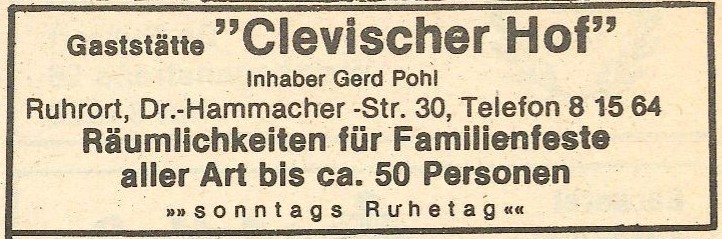 Gaststätte "Clevischer Hof"
Inhaber Gerd Pohl
Ruhrort, Dr.-Hammacher -Str. 30, Telefon 8 15 64
Räumlichkeiten für Familienfeste
aller Art bis ca. 50 Personen
»» sonntags Ruhetag ««